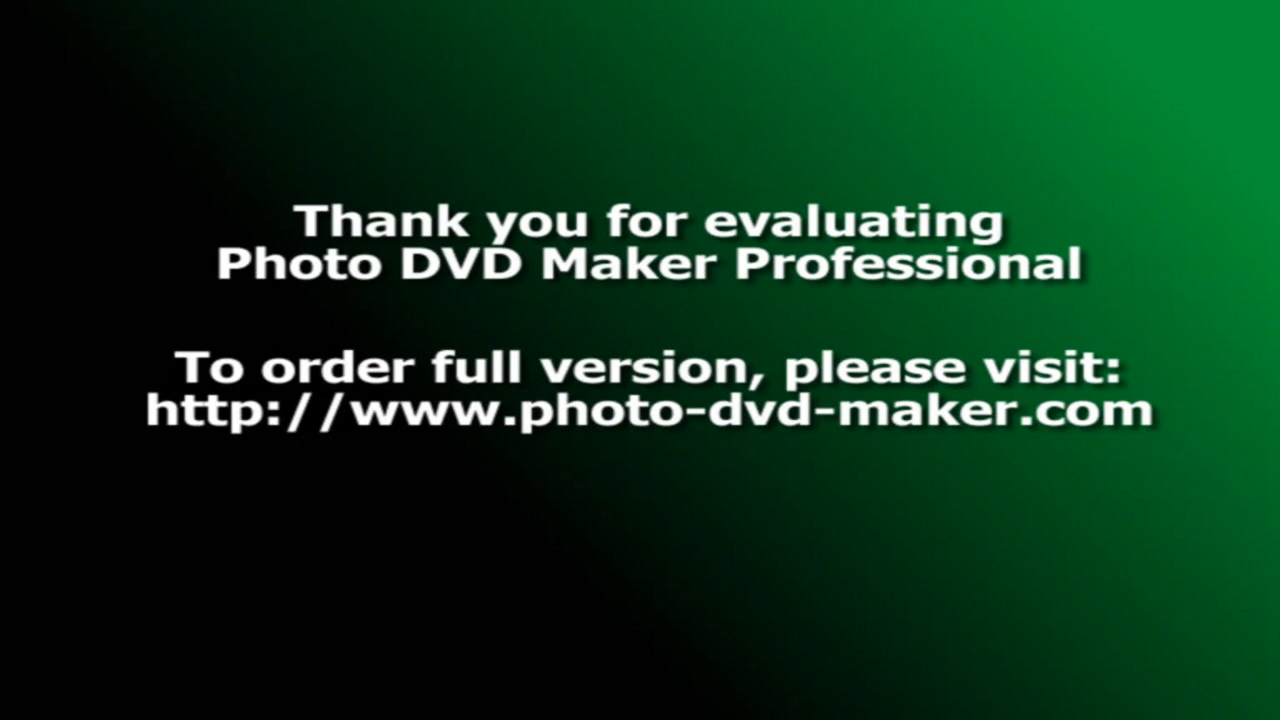 Thank you for evaluating
Photo DVD Maker Professional
To order full version, please visit:
http://www.photo-dvd-maker.com